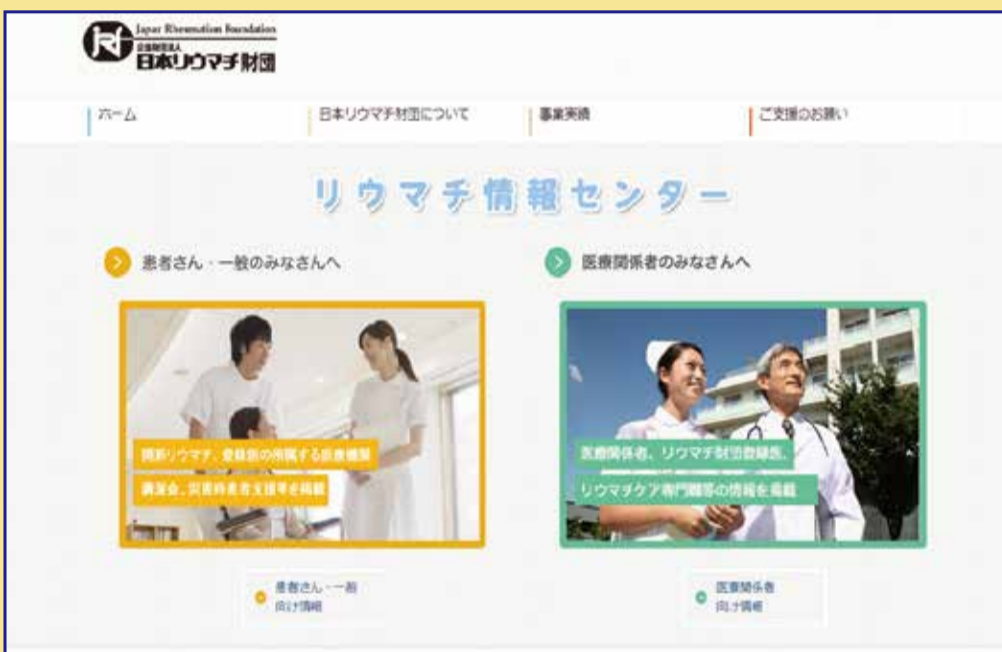 Japan Rheumatism Foundation
公益財団法人
日本リウマチ財団
ホーム
日本リウマチ財団について
事業実績
ご支援のお願い
リウマチ情報センター
患者さん・一般のみなさんへ
医療関係者のみなさんへ
関節リウマチ、登録医の所属する医療機関
講演会、災害時患者支援等を掲載
医療関係者、リウマチ財団登録医、
リウマチケア専門職等の情報を掲載
患者さん・一般
向け情報
医療関係者
向け情報